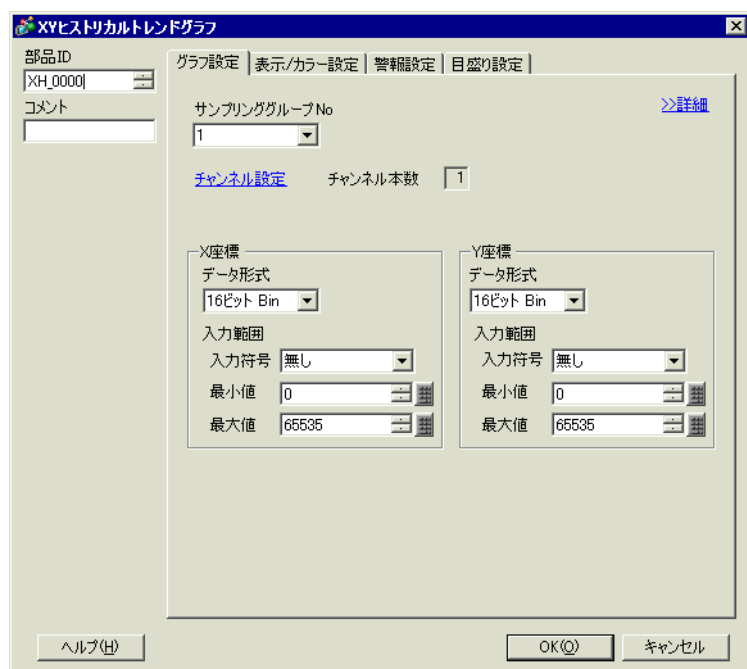 XYヒストリカルトレンドグラフ
部品ID
XH_0000
コメント
グラフ設定 表示/カラー設定 警報設定 目盛り設定
サンプリンググループNo
>>詳細
1
チャンネル設定 チャンネル本数 1
X座標
データ形式
16ビット Bin
入力範囲
入力符号 無し
最小値 0
最大値 65535
Y座標
データ形式
16ビット Bin
入力範囲
入力符号 無し
最小値 0
最大値 65535
ヘルプ(H) OK(O) キャンセル